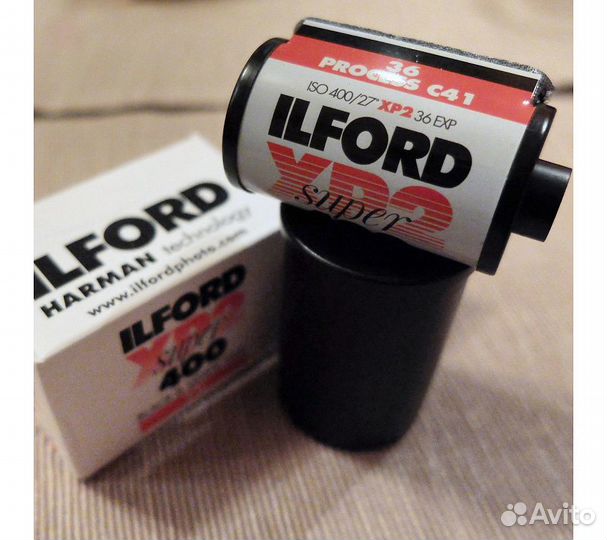 36
PROCESS C41
ISO 400/27° XP2 36 EXP
ILFORD
XP2
super
ILFORD
HARMAN technology
www.ilfordphoto.com
ILFORD
XP2
super
400
Avito